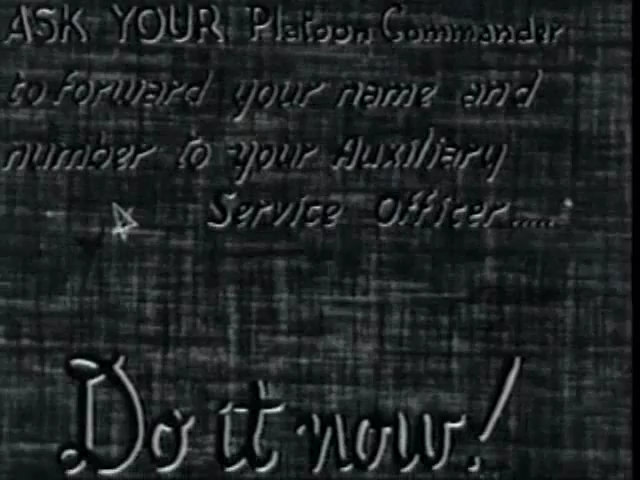 ASK YOUR Platoon Commander
to forward your name and
number to your Auxiliary
Service Officer.....
Do it now!